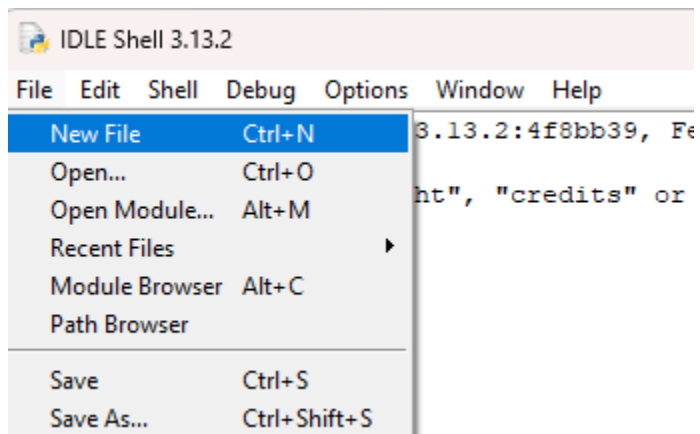 IDLE Shell 3.13.2
File Edit Shell Debug Options Window Help
New File Ctrl+N 3.13.2:4f8bb39, Fe
Open... Ctrl+O
ht", "credits" or
Open Module... Alt+M
Recent Files
Module Browser Alt+C
Path Browser
Save Ctrl+S
Save As... Ctrl+Shift+S